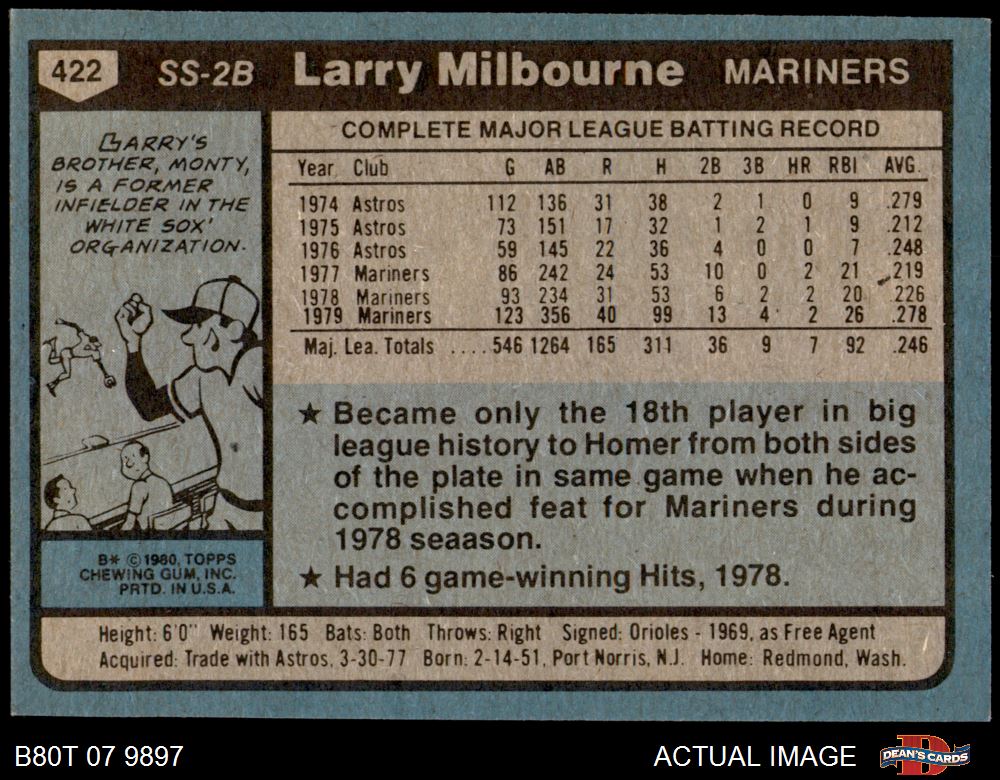 422 SS-2B Larry Milbourne MARINERS
LARRY'S
BROTHER, MONTY,
IS A FORMER
INFIELDER IN THE
WHITE SOX'
ORGANIZATION.
B* © 1980, TOPPS
CHEWING GUM, INC.
PRTD. IN U.S.A.
COMPLETE MAJOR LEAGUE BATTING RECORD
Year Club G AB R H 2B 3B HR RBI AVG.
1974 Astros 112 136 31 38 2 1 0 9 .279
1975 Astros 73 151 17 32 1 2 1 9 .212
1976 Astros 59 145 22 36 4 0 0 7 .248
1977 Mariners 86 242 24 53 10 0 2 21 .219
1978 Mariners 93 234 31 53 6 2 2 20 .226
1979 Mariners 123 356 40 99 13 4 2 26 .278
Maj. Lea. Totals ....546 1264 165 311 36 9 7 92 .246
★ Became only the 18th player in big
league history to Homer from both sides
of the plate in same game when he ac-
complished feat for Mariners during
1978 seaason.
★ Had 6 game-winning Hits, 1978.
Height: 6'0" Weight: 165 Bats: Both Throws: Right Signed: Orioles - 1969, as Free Agent
Acquired: Trade with Astros, 3-30-77 Born: 2-14-51, Port Norris, N.J. Home: Redmond, Wash.
B80T 07 9897 ACTUAL IMAGE DEAN'S CARDS